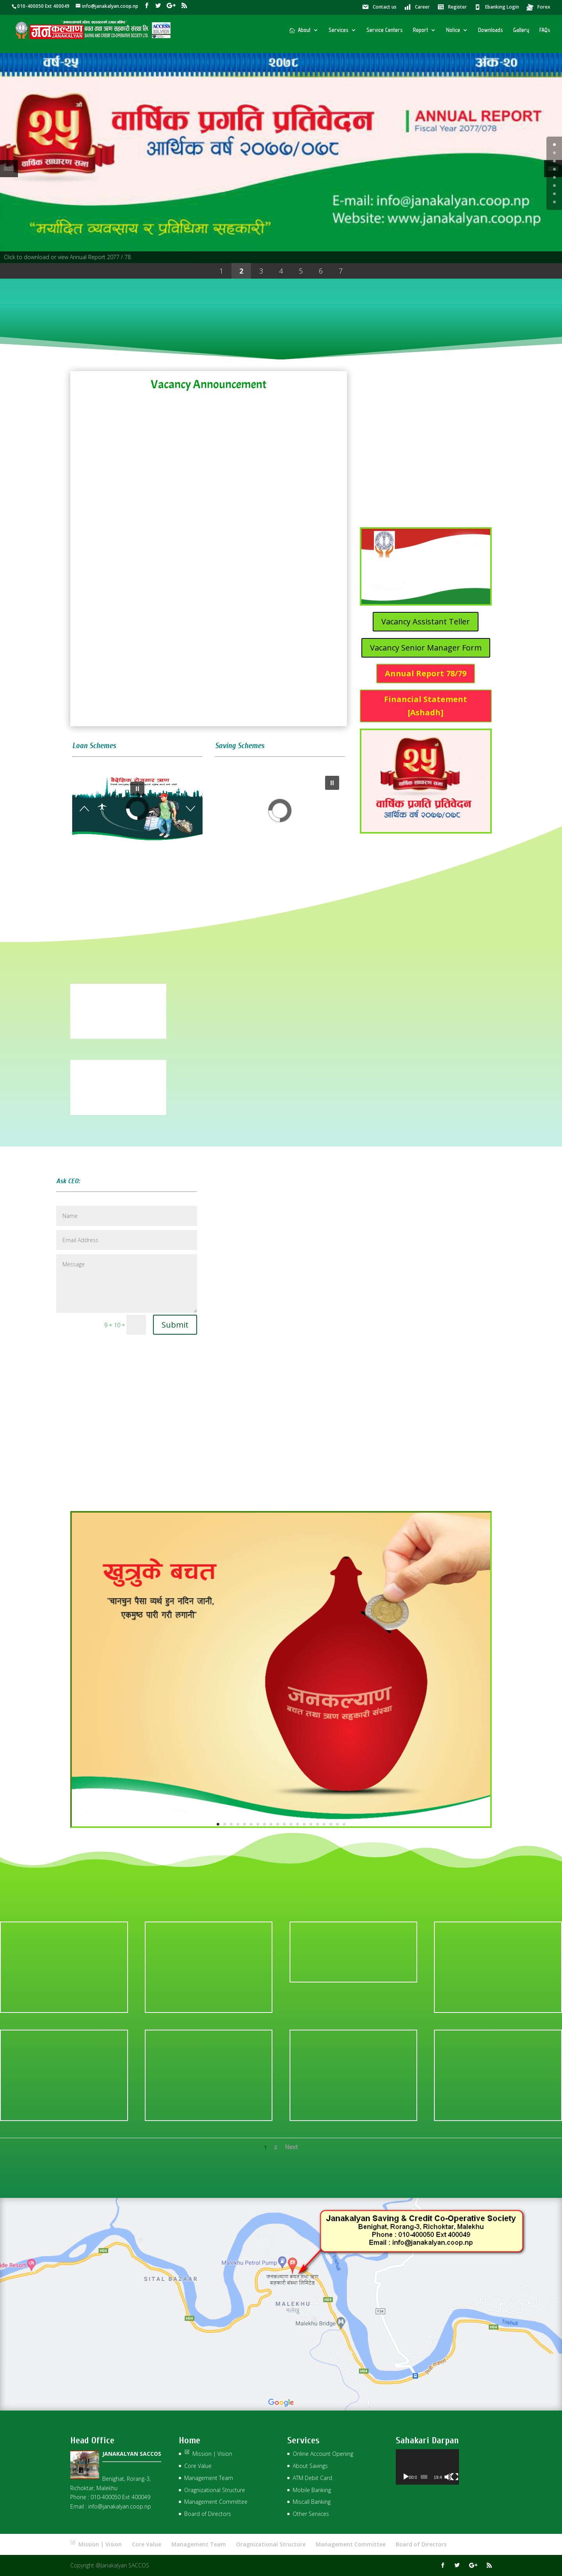 010-400050 Ext 400049 info@janakalyan.coop.np
Contact us Career Register Ebanking Login Forex
जनकल्याण बचत तथा ऋण सहकारी संस्था लि.
SAVING AND CREDIT CO-OPERATIVE SOCIETY LTD.
ACCESS
About Services Service Centers Report Notice Downloads Gallery FAQs
वर्ष-२५ २०७८ अंक-२०
२५
वार्षिक साधारण सभा
वार्षिक प्रगति प्रतिवेदन
आर्थिक वर्ष २०७७/०७८
ANNUAL REPORT
Fiscal Year 2077/078
"मर्यादित व्यवसाय र प्रविधिमा सहकारी"
E-mail: info@janakalyan.coop.np
Website: www.janakalyan.coop.np
Click to download or view Annual Report 2077 / 78
1 2 3 4 5 6 7
Vacancy Announcement
Vacancy Assistant Teller
Vacancy Senior Manager Form
Annual Report 78/79
Financial Statement
[Ashadh]
Loan Schemes
Saving Schemes
वैदेशिक रोजगार ऋण
२५
वार्षिक साधारण सभा
वार्षिक प्रगति प्रतिवेदन
आर्थिक वर्ष २०७७/०७८
Ask CEO:
Name
Email Address
Message
9 + 10 =
Submit
खुत्रुके बचत
"चानचुन पैसा व्यर्थ खर्च नगरौं, जीवन जानी,
एकमुष्ठ पारी गरौं लगानी"
जनकल्याण
बचत तथा ऋण सहकारी संस्था
1 2 Next
Janakalyan Saving & Credit Co-Operative Society
Benighat, Rorang-3, Richoktar, Malekhu
Phone : 010-400050 Ext 400049
Email : info@janakalyan.coop.np
SITAL BAZAAR
Malekhu Petrol Pump
जनकल्याण बचत तथा ऋण
सहकारी संस्था लिमिटेड
MALEKHU
मलेखु
Malekhu Bridge
Google
Head Office
JANAKALYAN SACCOS
Benighat, Rorang-3,
Richoktar, Malekhu
Phone : 010-400050 Ext 400049
Email : info@janakalyan.coop.np
Home
Mission | Vision
Core Value
Management Team
Oragnizational Structure
Management Committee
Board of Directors
Services
Online Account Opening
About Savings
ATM Debit Card
Mobile Banking
Miscall Banking
Other Services
Sahakari Darpan
Mission | Vision Core Value Management Team Oragnizational Structure Management Committee Board of Directors
Copyright @Janakalyan SACCOS